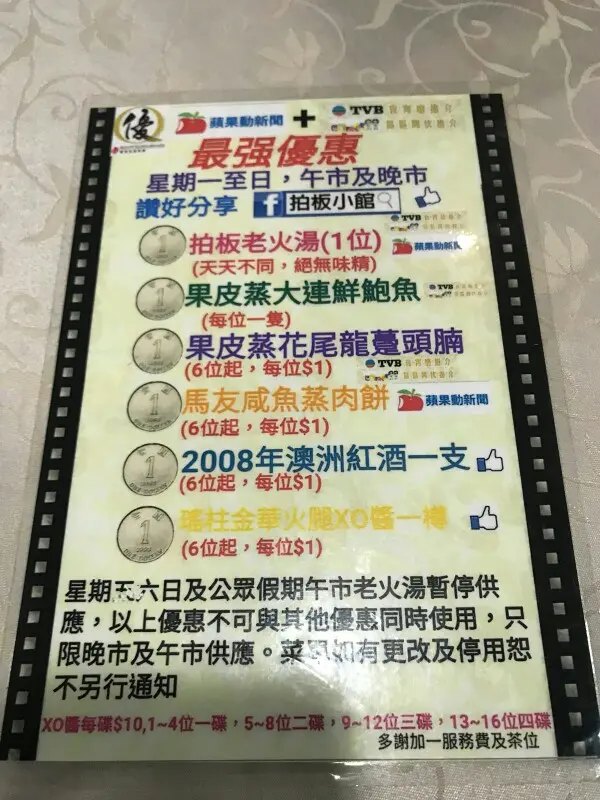 優
蘋果動新聞 + TVB
最强優惠
星期一至日，午市及晚市
讚好分享 f 拍板小館
TVB
拍板老火湯(1位) 蘋果動新聞
(天天不同，絕無味精)
果皮蒸大連鮮鮑魚 TVB
(每位一隻)
果皮蒸花尾龍躉頭腩
(6位起，每位$1) TVB
馬友咸魚蒸肉餅 蘋果動新聞
(6位起，每位$1)
2008年澳洲紅酒一支
(6位起，每位$1)
瑤柱金華火腿XO醬一樽
(6位起，每位$1)
星期五六日及公眾假期午市老火湯暫停供
應，以上優惠不可與其他優惠同時使用，只
限晚市及午市供應。菜單如有更改及停用恕
不另行通知
XO醬每碟$10,1~4位一碟，5~8位二碟，9~12位三碟，13~16位四碟
多謝加一服務費及茶位